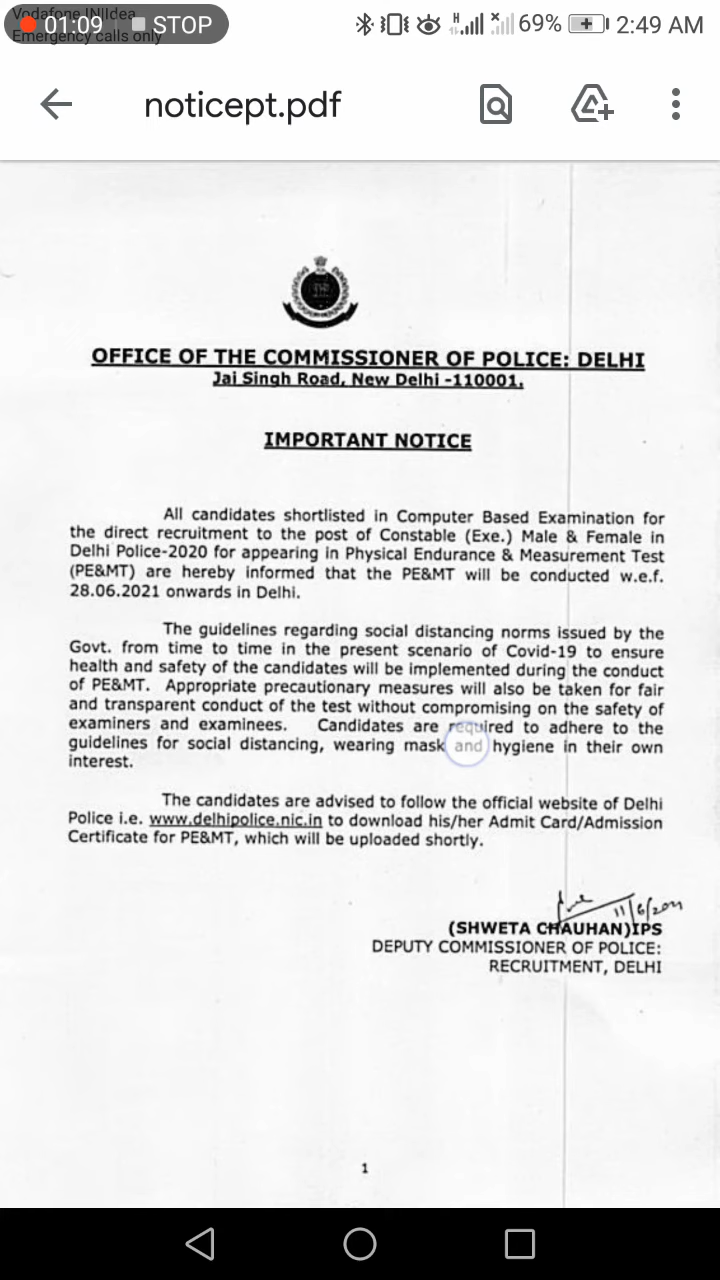 Vodafone IN|Idea
Emergency calls only
01:09 STOP
H
x
69%
2:49 AM
noticept.pdf
OFFICE OF THE COMMISSIONER OF POLICE: DELHI
Jai Singh Road, New Delhi -110001.
IMPORTANT NOTICE
All candidates shortlisted in Computer Based Examination for
the direct recruitment to the post of Constable (Exe.) Male & Female in
Delhi Police-2020 for appearing in Physical Endurance & Measurement Test
(PE&MT) are hereby informed that the PE&MT will be conducted w.e.f.
28.06.2021 onwards in Delhi.
The guidelines regarding social distancing norms issued by the
Govt. from time to time in the present scenario of Covid-19 to ensure
health and safety of the candidates will be implemented during the conduct
of PE&MT. Appropriate precautionary measures will also be taken for fair
and transparent conduct of the test without compromising on the safety of
examiners and examinees. Candidates are required to adhere to the
guidelines for social distancing, wearing mask and hygiene in their own
interest.
The candidates are advised to follow the official website of Delhi
Police i.e. www.delhipolice.nic.in to download his/her Admit Card/Admission
Certificate for PE&MT, which will be uploaded shortly.
(SHWETA CHAUHAN)IPS
DEPUTY COMMISSIONER OF POLICE:
RECRUITMENT, DELHI
1